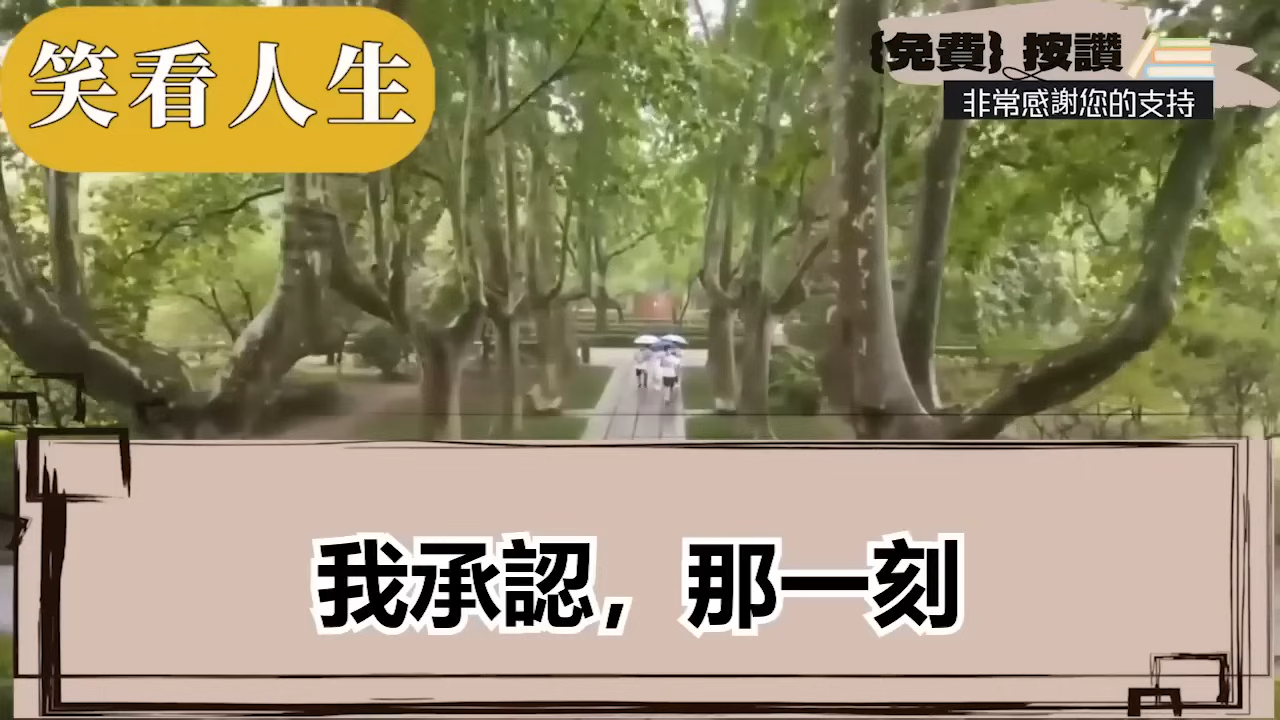 笑看人生
{免費} 按讚
非常感謝您的支持
我承認，那一刻